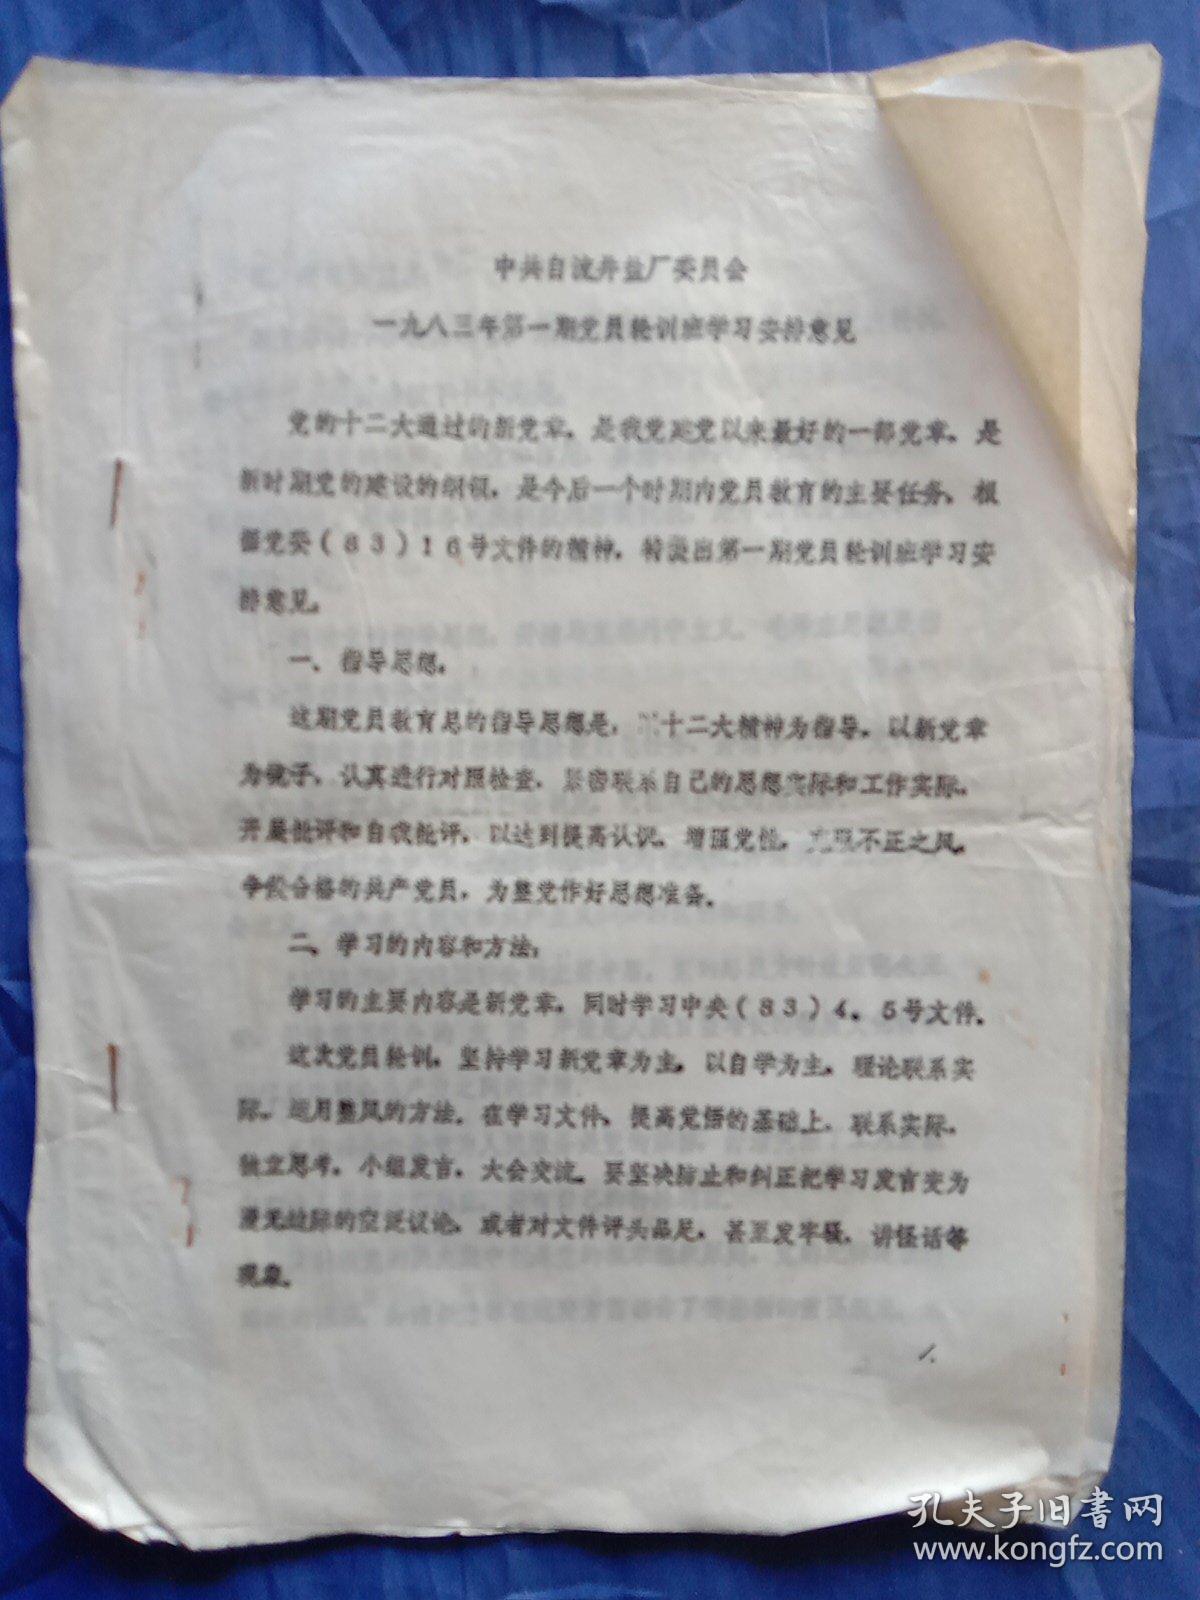 中共自流井盐厂委员会
一九八三年第一期党员轮训班学习安排意见
党的十二大通过的新党章，是我党建党以来最好的一部党章，是
新时期党的建设的纲领，是今后一个时期内党员教育的主要任务，根
据党委（83）16号文件的精神，特提出第一期党员轮训班学习安
排意见。
一、指导思想。
这期党员教育总的指导思想是，以十二大精神为指导，以新党章
为镜子，认真进行对照检查，紧密联系自己的思想实际和工作实际，
开展批评和自我批评，以达到提高认识，增强党性，克服不正之风，
争做合格的共产党员，为整党作好思想准备。
二、学习的内容和方法：
学习的主要内容是新党章，同时学习中央（83）4、5号文件。
这次党员轮训，坚持学习新党章为主，以自学为主，理论联系实
际，运用整风的方法。在学习文件，提高觉悟的基础上，联系实际，
独立思考，小组发言，大会交流。要坚决防止和纠正把学习发言变为
漫无边际的空泛议论，或者对文件评头品足，甚至发牢骚，讲怪话等
现象。
1.
孔夫子旧书网
www.kongfz.com